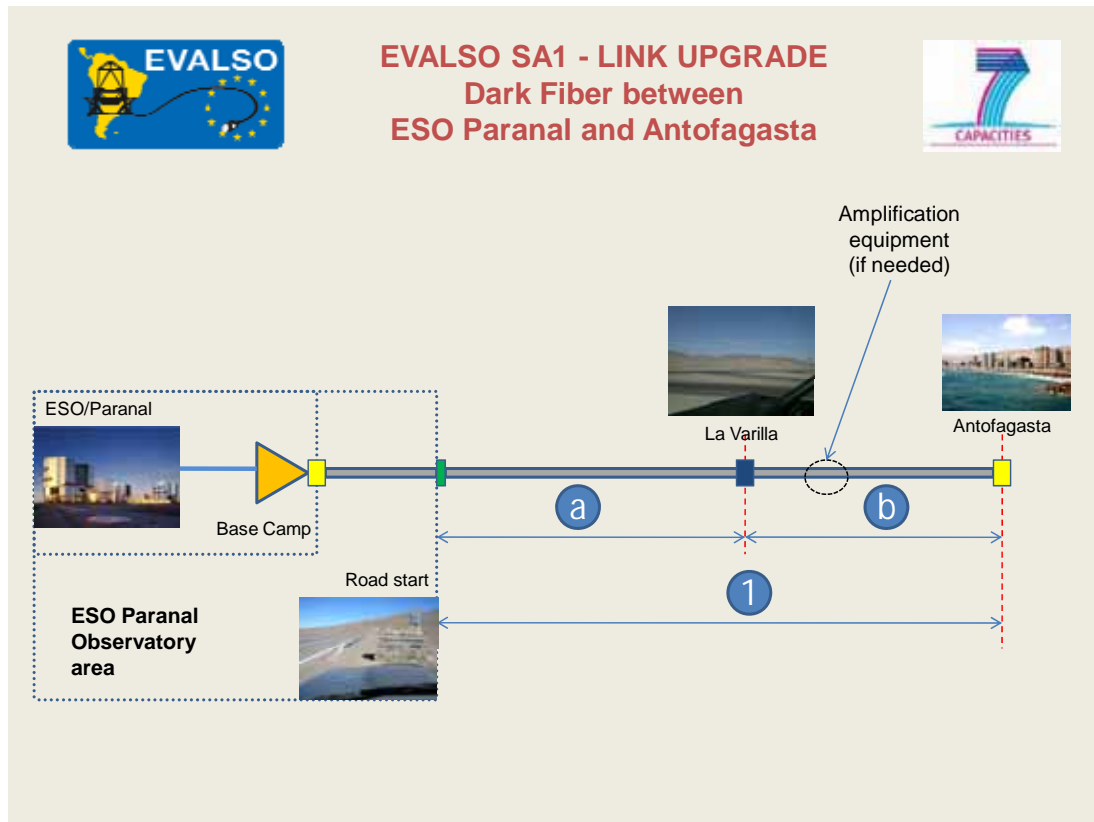 EVALSO
EVALSO SA1 - LINK UPGRADE
Dark Fiber between
ESO Paranal and Antofagasta
7
CAPACITIES
Amplification
equipment
(if needed)
ESO/Paranal
La Varilla
Antofagasta
Base Camp
a
b
Road start
1
ESO Paranal
Observatory
area